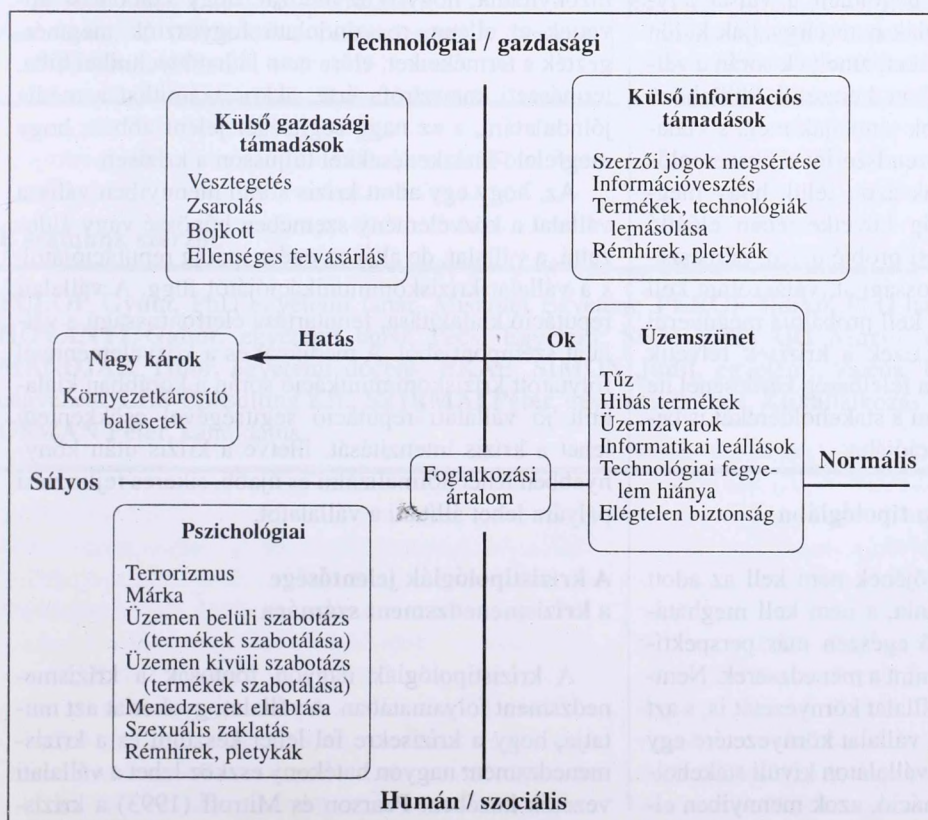 Technológiai / gazdasági
Külső gazdasági
támadások
Vesztegetés
Zsarolás
Bojkott
Ellenséges felvásárlás
Külső információs
támadások
Szerzői jogok megsértése
Információvesztés
Termékek, technológiák
lemásolása
Rémhírek, pletykák
Nagy károk
Környezetkárosító
balesetek
Hatás
Ok
Üzemszünet
Tűz
Hibás termékek
Üzemzavarok
Informatikai leállások
Technológiai fegye-
lem hiánya
Elégtelen biztonság
Súlyos
Foglalkozási
ártalom
Normális
Pszichológiai
Terrorizmus
Márka
Üzemen belüli szabotázs
(termékek szabotálása)
Üzemen kivüli szabotázs
(termékek szabotálása)
Menedzserek elrablása
Szexuális zaklatás
Rémhírek, pletykák
Humán / szociális